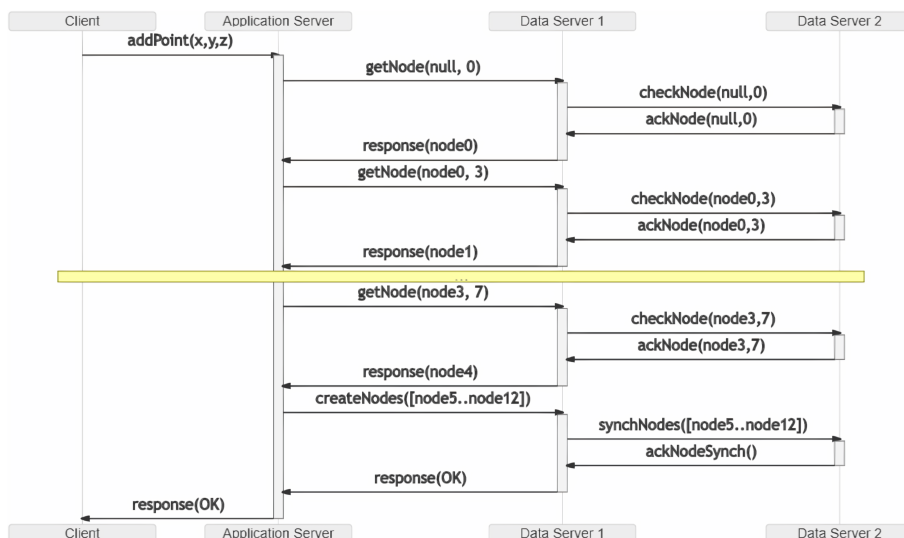 Client Application Server Data Server 1 Data Server 2
addPoint(x,y,z)
getNode(null, 0)
checkNode(null,0)
ackNode(null,0)
response(node0)
getNode(node0, 3)
checkNode(node0,3)
ackNode(node0,3)
response(node1)
...
getNode(node3, 7)
checkNode(node3,7)
ackNode(node3,7)
response(node4)
createNodes([node5..node12])
synchNodes([node5..node12])
ackNodeSynch()
response(OK)
response(OK)
Client Application Server Data Server 1 Data Server 2